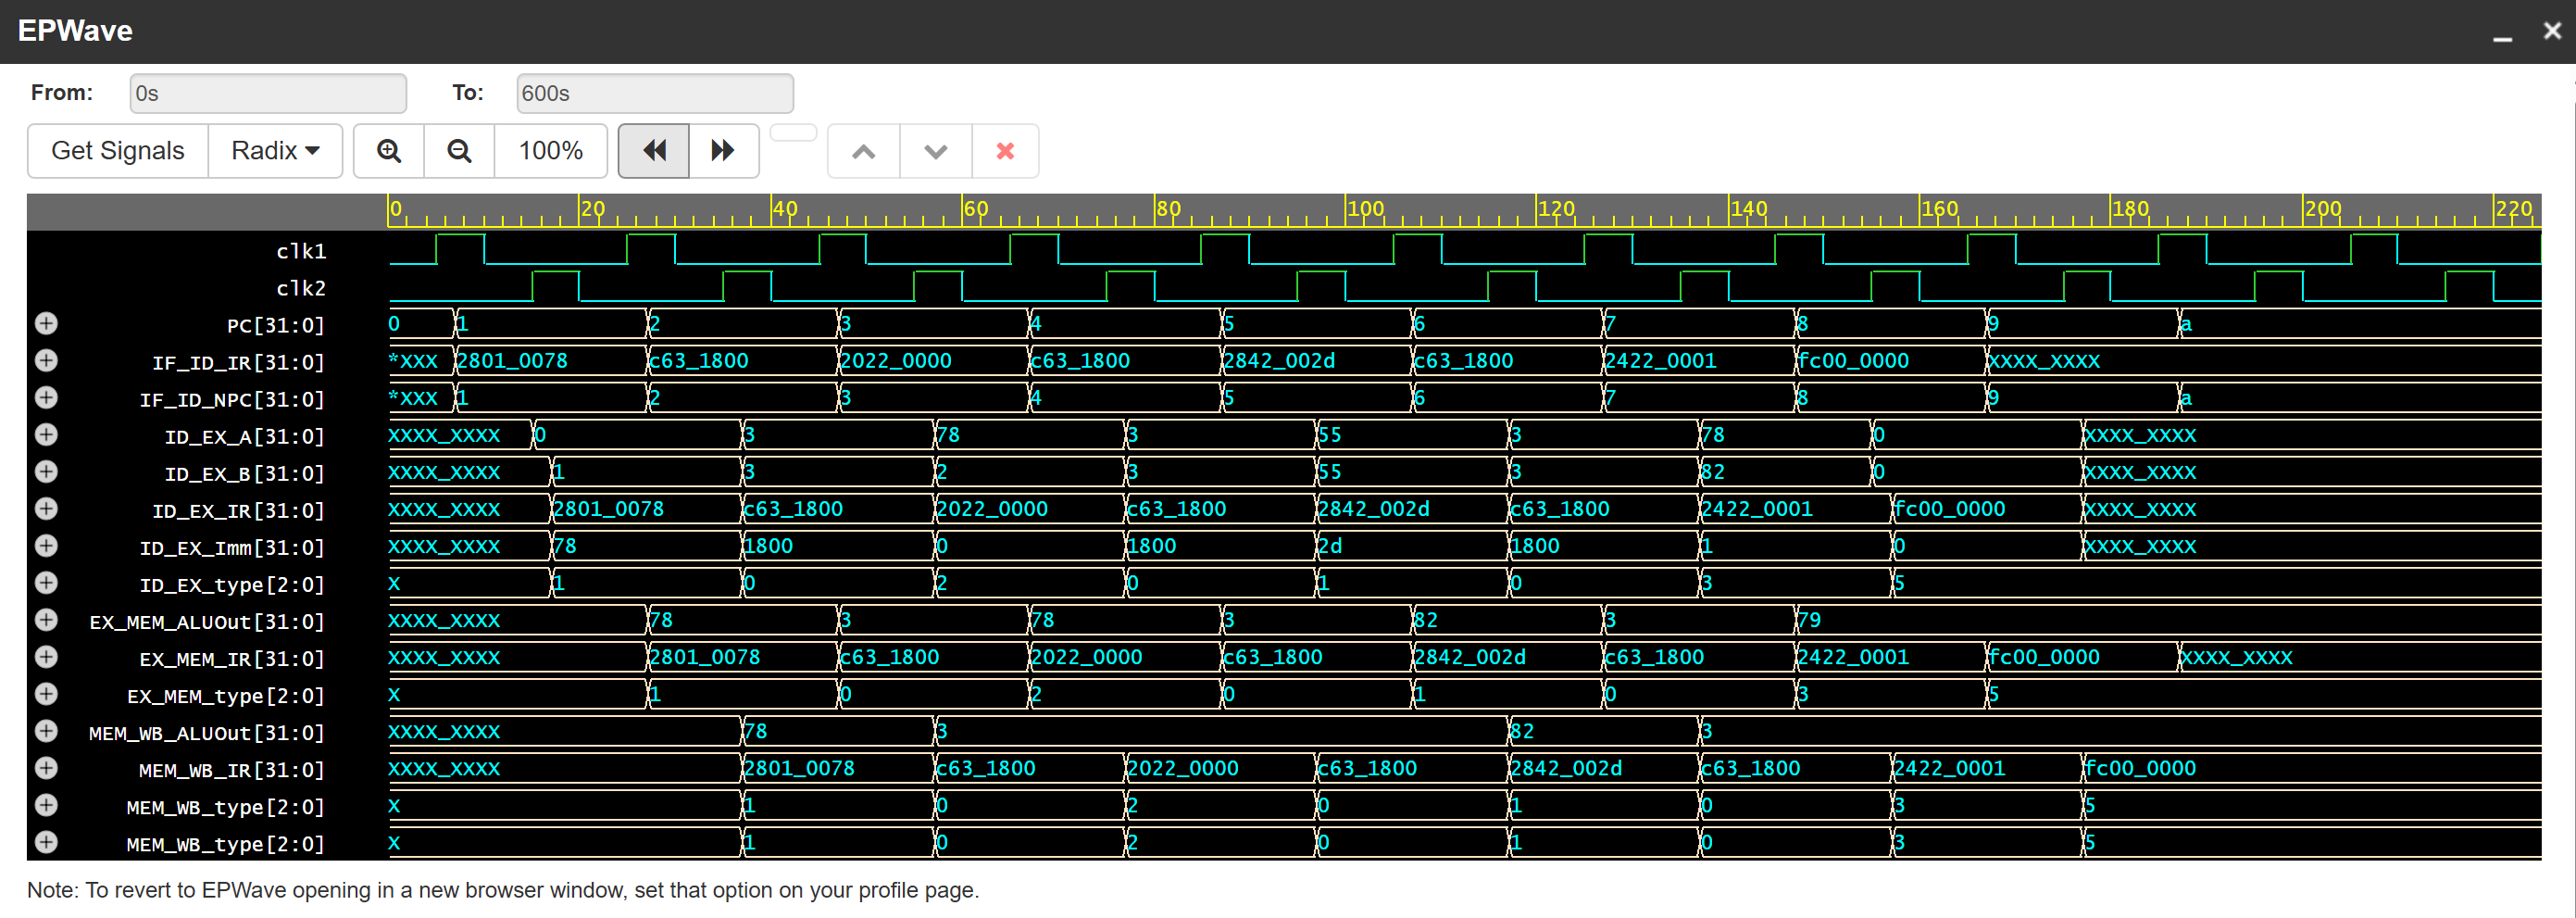 EPWave
From: 0s To: 600s
Get Signals Radix 100%
0 20 40 60 80 100 120 140 160 180 200 220
clk1
clk2
PC[31:0] 0 1 2 3 4 5 6 7 8 9 a
IF_ID_IR[31:0] *XXX 2801_0078 c63_1800 2022_0000 c63_1800 2842_002d c63_1800 2422_0001 fc00_0000 XXXX_XXXX
IF_ID_NPC[31:0] *XXX 1 2 3 4 5 6 7 8 9 a
ID_EX_A[31:0] XXXX_XXXX 0 3 78 3 55 3 78 0 XXXX_XXXX
ID_EX_B[31:0] XXXX_XXXX 1 3 2 3 55 3 82 0 XXXX_XXXX
ID_EX_IR[31:0] XXXX_XXXX 2801_0078 c63_1800 2022_0000 c63_1800 2842_002d c63_1800 2422_0001 fc00_0000 XXXX_XXXX
ID_EX_Imm[31:0] XXXX_XXXX 78 1800 0 1800 2d 1800 1 0 XXXX_XXXX
ID_EX_type[2:0] X 1 0 2 0 1 0 3 5
EX_MEM_ALUOut[31:0] XXXX_XXXX 78 3 78 3 82 3 79
EX_MEM_IR[31:0] XXXX_XXXX 2801_0078 c63_1800 2022_0000 c63_1800 2842_002d c63_1800 2422_0001 fc00_0000 XXXX_XXXX
EX_MEM_type[2:0] X 1 0 2 0 1 0 3 5
MEM_WB_ALUOut[31:0] XXXX_XXXX 78 3 82 3
MEM_WB_IR[31:0] XXXX_XXXX 2801_0078 c63_1800 2022_0000 c63_1800 2842_002d c63_1800 2422_0001 fc00_0000
MEM_WB_type[2:0] X 1 0 2 0 1 0 3 5
MEM_WB_type[2:0] X 1 0 2 0 1 0 3 5
Note: To revert to EPWave opening in a new browser window, set that option on your profile page.